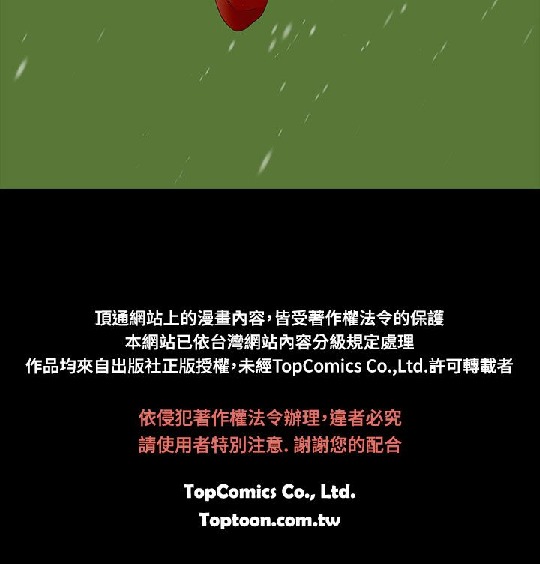 頂通網站上的漫畫內容,皆受著作權法令的保護
本網站已依台灣網站內容分級規定處理
作品均來自出版社正版授權,未經TopComics Co.,Ltd.許可轉載者
依侵犯著作權法令辦理,違者必究
請使用者特別注意. 謝謝您的配合
TopComics Co., Ltd.
Toptoon.com.tw